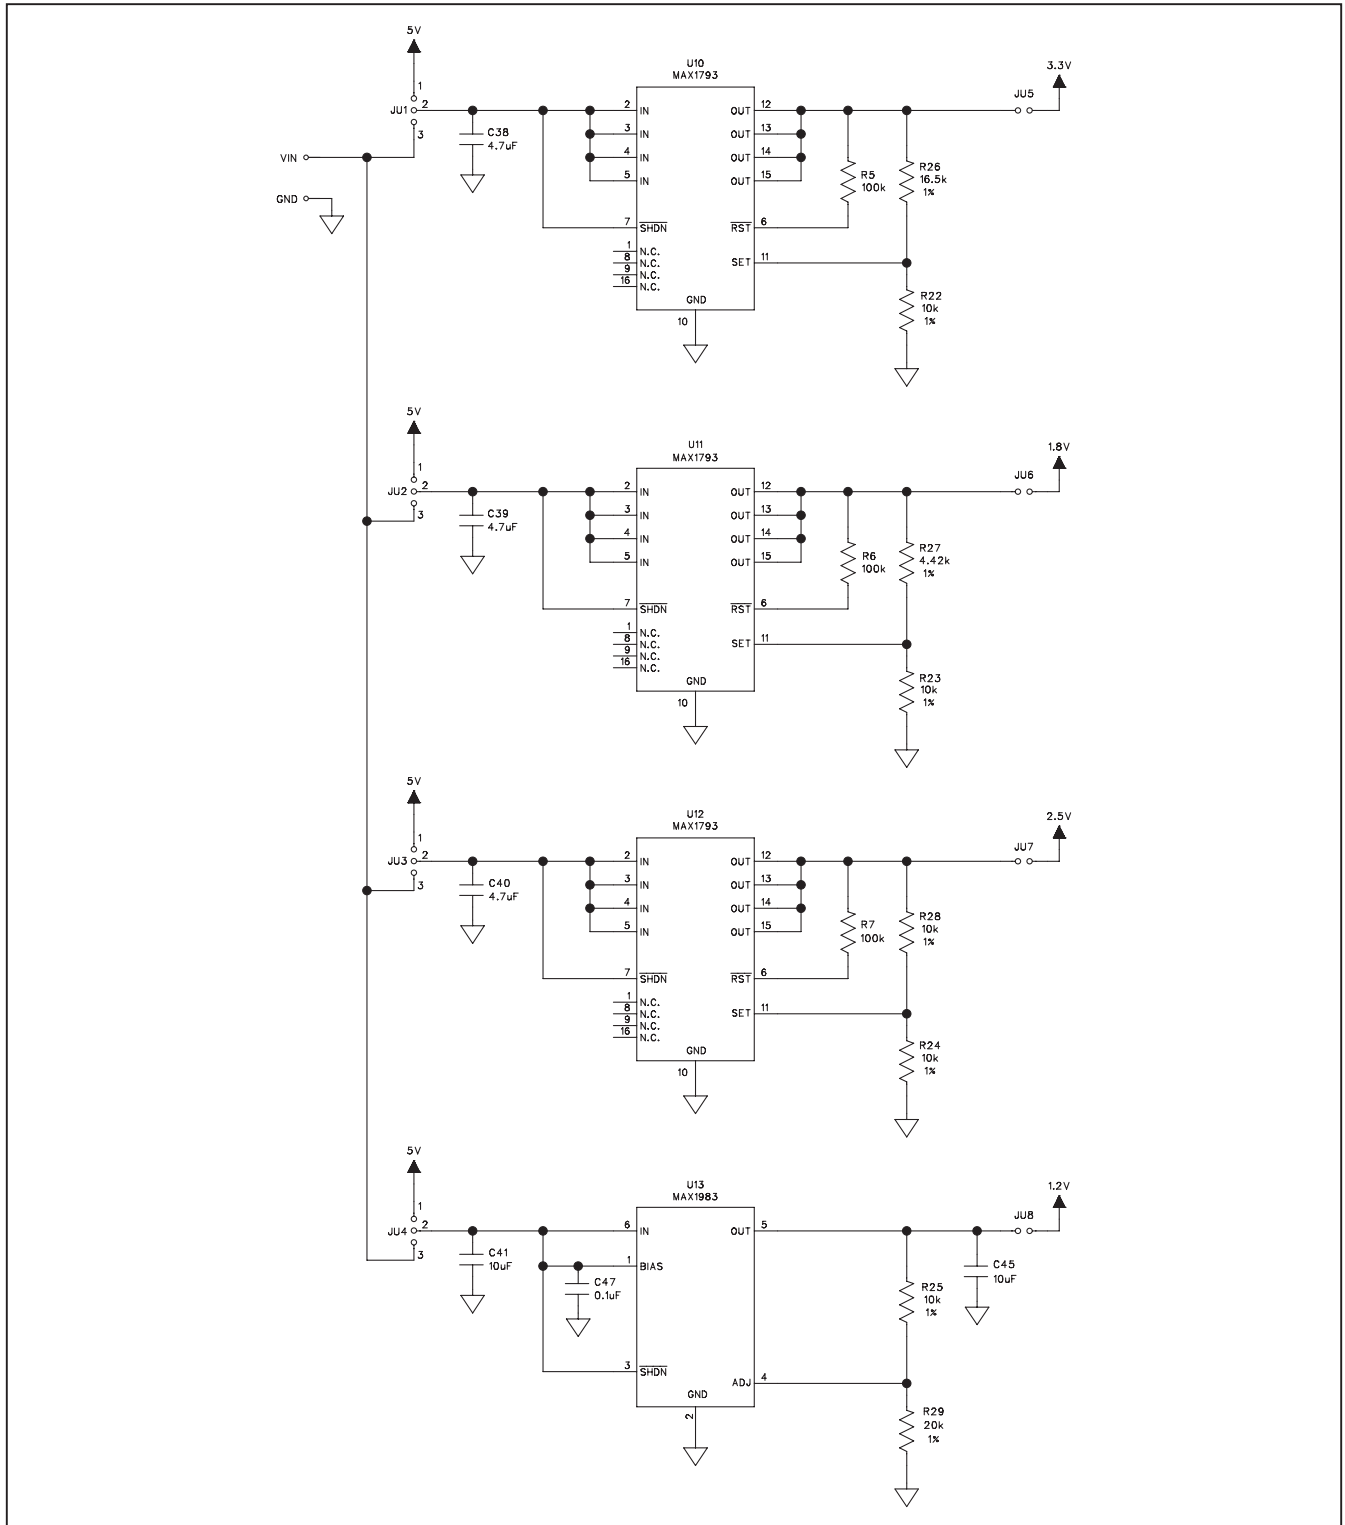 5V
U10
MAX1793
3.3V
1
JU1
2
3
C38
4.7uF
VIN
GND
2 IN
3 IN
4 IN
5 IN
7 SHDN
1 N.C.
8 N.C.
9 N.C.
16 N.C.
GND
10
OUT 12
OUT 13
OUT 14
OUT 15
RST 6
SET 11
R5
100k
R26
16.5k
1%
R22
10k
1%
JU5
5V
U11
MAX1793
1.8V
1
JU2
2
3
C39
4.7uF
2 IN
3 IN
4 IN
5 IN
7 SHDN
1 N.C.
8 N.C.
9 N.C.
16 N.C.
GND
10
OUT 12
OUT 13
OUT 14
OUT 15
RST 6
SET 11
R6
100k
R27
4.42k
1%
R23
10k
1%
JU6
5V
U12
MAX1793
2.5V
1
JU3
2
3
C40
4.7uF
2 IN
3 IN
4 IN
5 IN
7 SHDN
1 N.C.
8 N.C.
9 N.C.
16 N.C.
GND
10
OUT 12
OUT 13
OUT 14
OUT 15
RST 6
SET 11
R7
100k
R28
10k
1%
R24
10k
1%
JU7
5V
U13
MAX1983
1.2V
1
JU4
2
3
C41
10uF
C47
0.1uF
6 IN
1 BIAS
3 SHDN
GND
2
OUT 5
ADJ 4
R25
10k
1%
R29
20k
1%
C45
10uF
JU8